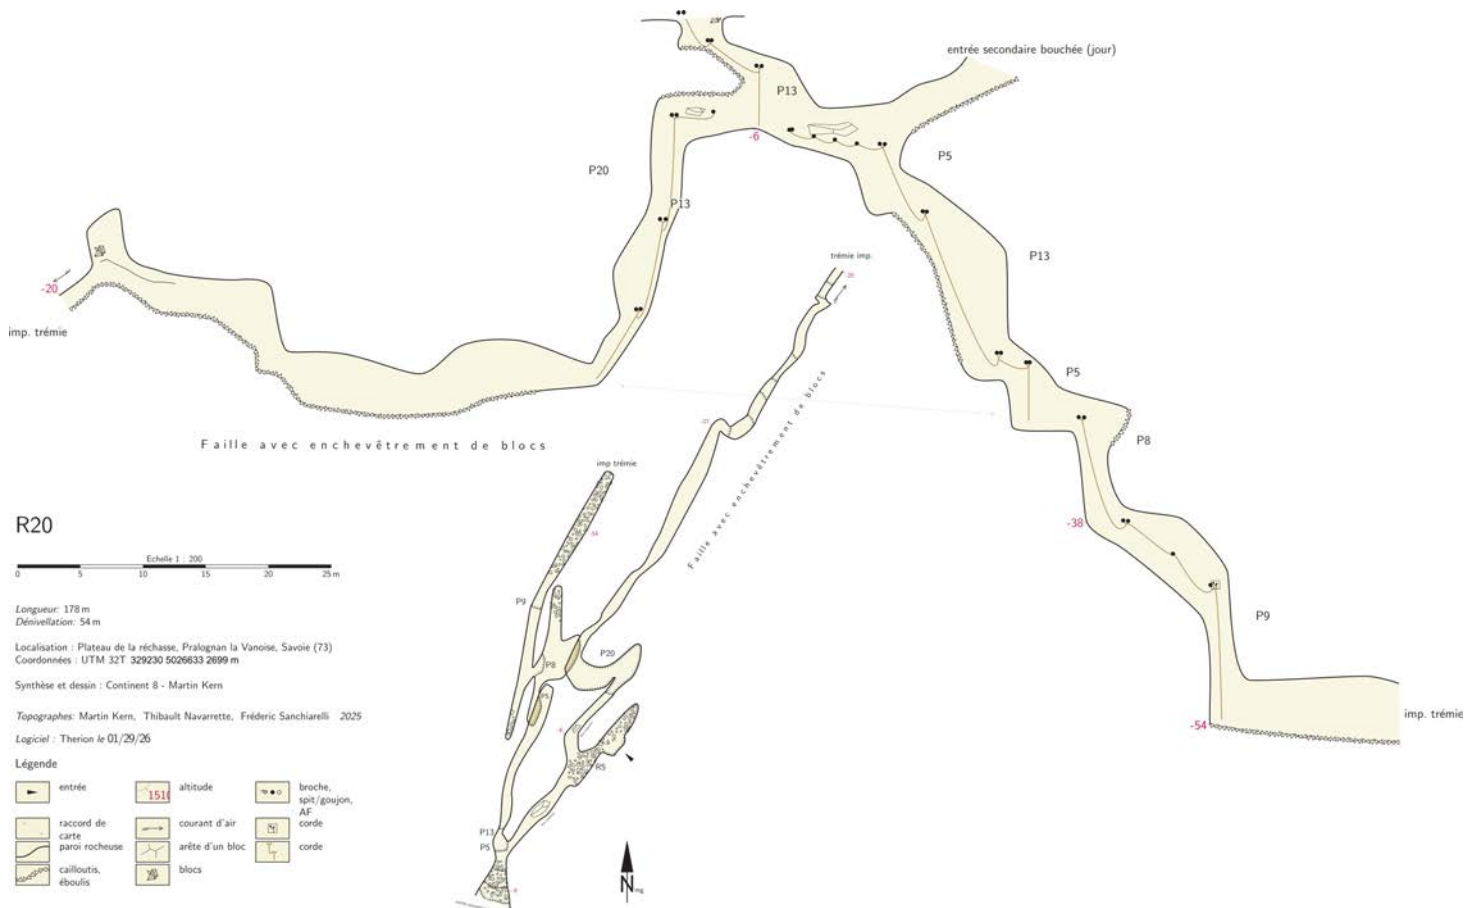 entrée secondaire bouchée (jour)
P13
-6
P5
P20
P13
P13
trémie imp.
-20
-20
imp. trémie
P5
P8
Faille avec enchevêtrement de blocs
imp trémie
Faille avec enchevêtrement de blocs
-38
R20
Echelle 1 : 200
0 5 10 15 20 25 m
P9
P9
Longueur: 178 m
Dénivellation: 54 m
Localisation : Plateau de la réchasse, Pralognan la Vanoise, Savoie (73)
Coordonnées : UTM 32T 329230 5026633 2699 m
P8
P20
Synthèse et dessin : Continent 8 - Martin Kern
P5
Topographes: Martin Kern, Thibault Navarrette, Fréderic Sanchiarelli 2025
imp. trémie
-54
Logiciel : Therion le 01/29/26
Légende
R5
entrée
altitude
1510
broche,
spit/goujon,
AF
raccord de
carte
courant d'air
corde
paroi rocheuse
arête d'un bloc
corde
cailloutis,
éboulis
blocs
P13
P5
N